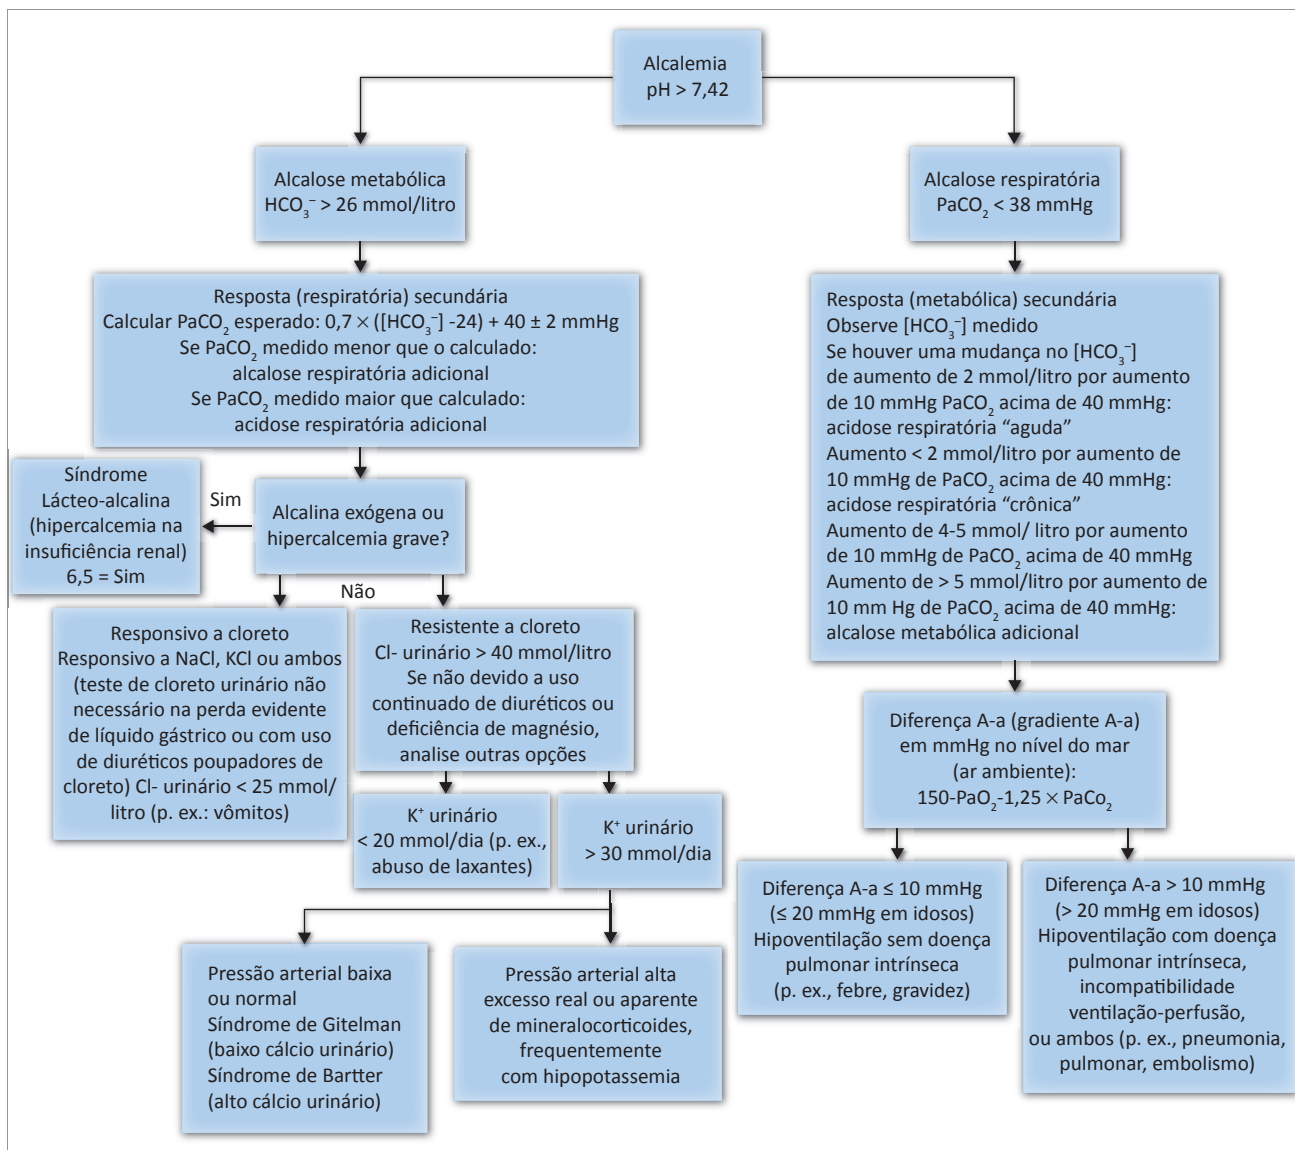 Alcalemia
pH > 7,42
Alcalose metabólica
HCO₃⁻ > 26 mmol/litro
Alcalose respiratória
PaCO₂ < 38 mmHg
Resposta (respiratória) secundária
Calcular PaCO₂ esperado: 0,7 × ([HCO₃⁻] -24) + 40 ± 2 mmHg
Se PaCO₂ medido menor que o calculado:
alcalose respiratória adicional
Se PaCO₂ medido maior que calculado:
acidose respiratória adicional
Resposta (metabólica) secundária
Observe [HCO₃⁻] medido
Se houver uma mudança no [HCO₃⁻]
de aumento de 2 mmol/litro por aumento
de 10 mmHg PaCO₂ acima de 40 mmHg:
acidose respiratória “aguda”
Aumento < 2 mmol/litro por aumento de
10 mmHg de PaCO₂ acima de 40 mmHg:
acidose respiratória “crônica”
Aumento de 4-5 mmol/ litro por aumento
de 10 mmHg de PaCO₂ acima de 40 mmHg
Aumento de > 5 mmol/litro por aumento de
10 mm Hg de PaCO₂ acima de 40 mmHg:
alcalose metabólica adicional
Síndrome
Lácteo-alcalina
(hipercalcemia na
insuficiência renal)
6,5 = Sim
Sim
Alcalina exógena ou
hipercalcemia grave?
Não
Responsivo a cloreto
Responsivo a NaCl, KCl ou ambos
(teste de cloreto urinário não
necessário na perda evidente
de líquido gástrico ou com uso
de diuréticos poupadores de
cloreto) Cl- urinário < 25 mmol/
litro (p. ex.: vômitos)
Resistente a cloreto
Cl- urinário > 40 mmol/litro
Se não devido a uso
continuado de diuréticos ou
deficiência de magnésio,
analise outras opções
Diferença A-a (gradiente A-a)
em mmHg no nível do mar
(ar ambiente):
150-PaO₂-1,25 × PaCo₂
K⁺ urinário
< 20 mmol/dia (p. ex.,
abuso de laxantes)
K⁺ urinário
> 30 mmol/dia
Diferença A-a ≤ 10 mmHg
(≤ 20 mmHg em idosos)
Hipoventilação sem doença
pulmonar intrínseca
(p. ex., febre, gravidez)
Diferença A-a > 10 mmHg
(> 20 mmHg em idosos)
Hipoventilação com doença
pulmonar intrínseca,
incompatibilidade
ventilação-perfusão,
ou ambos (p. ex., pneumonia,
pulmonar, embolismo)
Pressão arterial baixa
ou normal
Síndrome de Gitelman
(baixo cálcio urinário)
Síndrome de Bartter
(alto cálcio urinário)
Pressão arterial alta
excesso real ou aparente
de mineralocorticoides,
frequentemente
com hipopotassemia